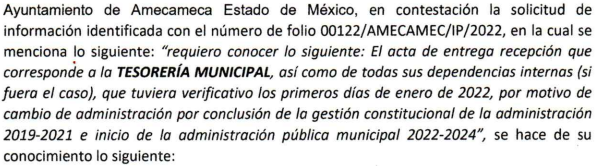 Ayuntamiento de Amecameca Estado de México, en contestación la solicitud de
información identificada con el número de folio 00122/AMECAMEC/IP/2022, en la cual se
menciona lo siguiente: “requiero conocer lo siguiente: El acta de entrega recepción que
corresponde a la TESORERÍA MUNICIPAL, así como de todas sus dependencias internas (si
fuera el caso), que tuviera verificativo los primeros días de enero de 2022, por motivo de
cambio de administración por conclusión de la gestión constitucional de la administración
2019-2021 e inicio de la administración pública municipal 2022-2024”, se hace de su
conocimiento lo siguiente: